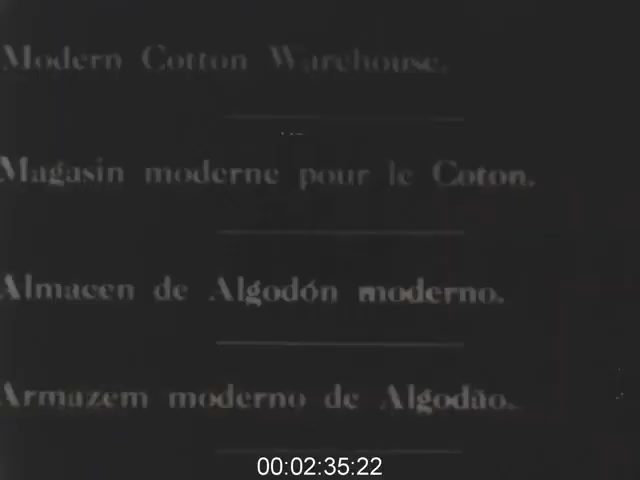 Modern Cotton Warehouse.
Magasin moderne pour le Coton.
Almacen de Algodón moderno.
Armazem moderno de Algodão.
00:02:35:22